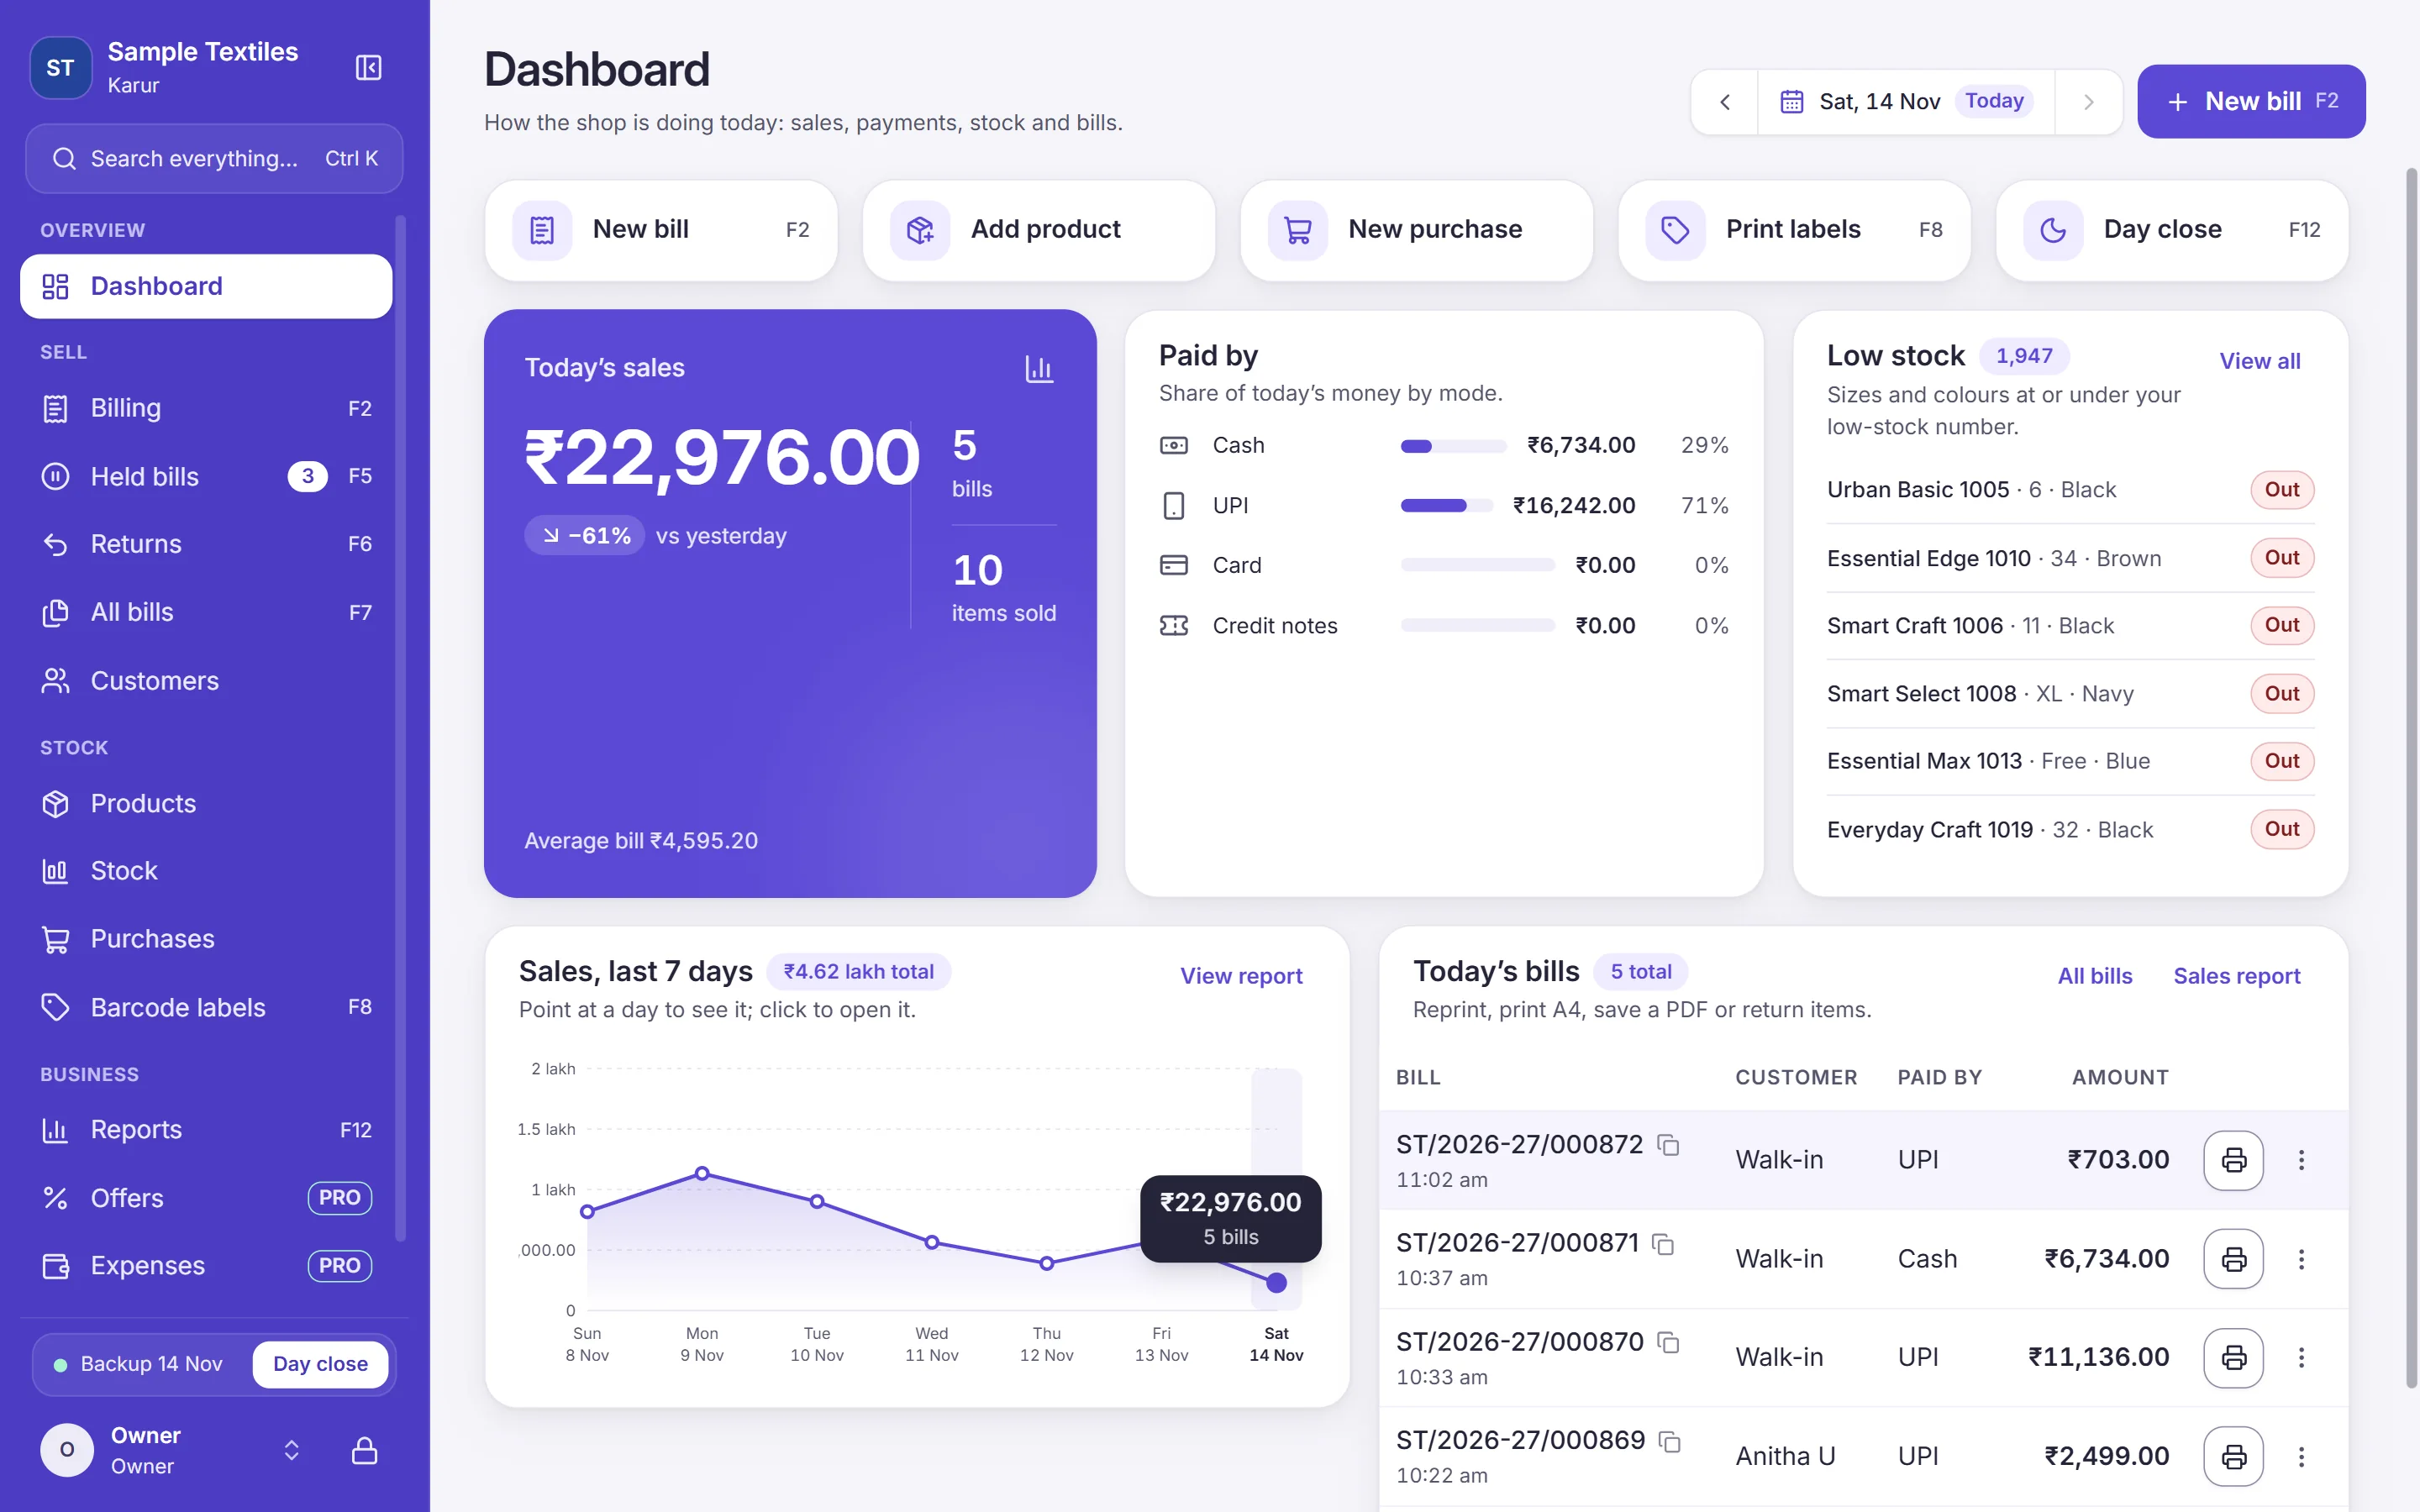 ST
Sample Textiles
Karur
Search everything... Ctrl K
OVERVIEW
Dashboard
SELL
Billing F2
Held bills 3 F5
Returns F6
All bills F7
Customers
STOCK
Products
Stock
Purchases
Barcode labels F8
BUSINESS
Reports F12
Offers PRO
Expenses PRO
Backup 14 Nov Day close
O
Owner
Owner
Dashboard
How the shop is doing today: sales, payments, stock and bills.
Sat, 14 Nov Today
New bill F2
New bill F2
Add product
New purchase
Print labels F8
Day close F12
Today’s sales
₹22,976.00
−61% vs yesterday
5
bills
10
items sold
Average bill ₹4,595.20
Paid by
Share of today’s money by mode.
Cash ₹6,734.00 29%
UPI ₹16,242.00 71%
Card ₹0.00 0%
Credit notes ₹0.00 0%
Low stock 1,947 View all
Sizes and colours at or under your
low-stock number.
Urban Basic 1005 · 6 · Black Out
Essential Edge 1010 · 34 · Brown Out
Smart Craft 1006 · 11 · Black Out
Smart Select 1008 · XL · Navy Out
Essential Max 1013 · Free · Blue Out
Everyday Craft 1019 · 32 · Black Out
Sales, last 7 days ₹4.62 lakh total View report
Point at a day to see it; click to open it.
2 lakh
1.5 lakh
1 lakh
,000.00
0
₹22,976.00
5 bills
Sun Mon Tue Wed Thu Fri Sat
8 Nov 9 Nov 10 Nov 11 Nov 12 Nov 13 Nov 14 Nov
Today’s bills 5 total All bills Sales report
Reprint, print A4, save a PDF or return items.
BILL CUSTOMER PAID BY AMOUNT
ST/2026-27/000872 Walk-in UPI ₹703.00
11:02 am
ST/2026-27/000871 Walk-in Cash ₹6,734.00
10:37 am
ST/2026-27/000870 Walk-in UPI ₹11,136.00
10:33 am
ST/2026-27/000869 Anitha U UPI ₹2,499.00
10:22 am